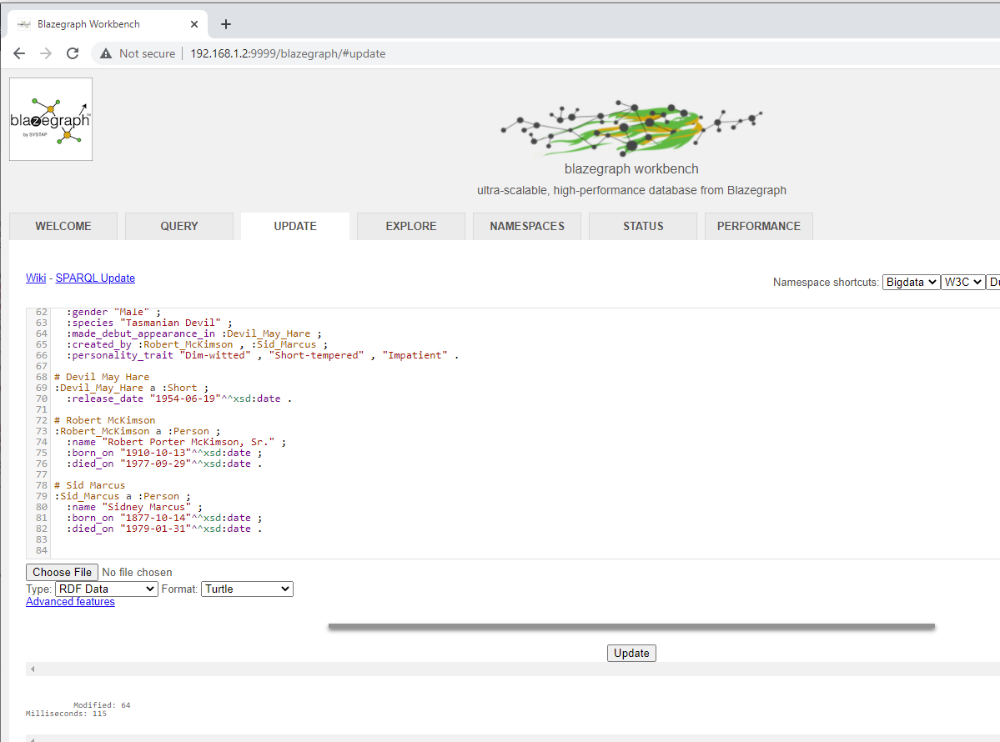 Blazegraph Workbench
Not secure 192.168.1.2:9999/blazegraph/#update
blazegraph™
by SYSTAP
blazegraph workbench
ultra-scalable, high-performance database from Blazegraph
WELCOME QUERY UPDATE EXPLORE NAMESPACES STATUS PERFORMANCE
Wiki - SPARQL Update
Namespace shortcuts: Bigdata W3C Du
62 :gender "Male" ;
63 :species "Tasmanian Devil" ;
64 :made_debut_appearance_in :Devil_May_Hare ;
65 :created_by :Robert_McKimson , :Sid_Marcus ;
66 :personality_trait "Dim-witted" , "Short-tempered" , "Impatient" .
67
68 # Devil May Hare
69 :Devil_May_Hare a :Short ;
70 :release_date "1954-06-19"^^xsd:date .
71
72 # Robert McKimson
73 :Robert_McKimson a :Person ;
74 :name "Robert Porter McKimson, Sr." ;
75 :born_on "1910-10-13"^^xsd:date ;
76 :died_on "1977-09-29"^^xsd:date .
77
78 # Sid Marcus
79 :Sid_Marcus a :Person ;
80 :name "Sidney Marcus" ;
81 :born_on "1877-10-14"^^xsd:date ;
82 :died_on "1979-01-31"^^xsd:date .
83
84
Choose File No file chosen
Type: RDF Data Format: Turtle
Advanced features
Update
Modified: 64
Milliseconds: 115